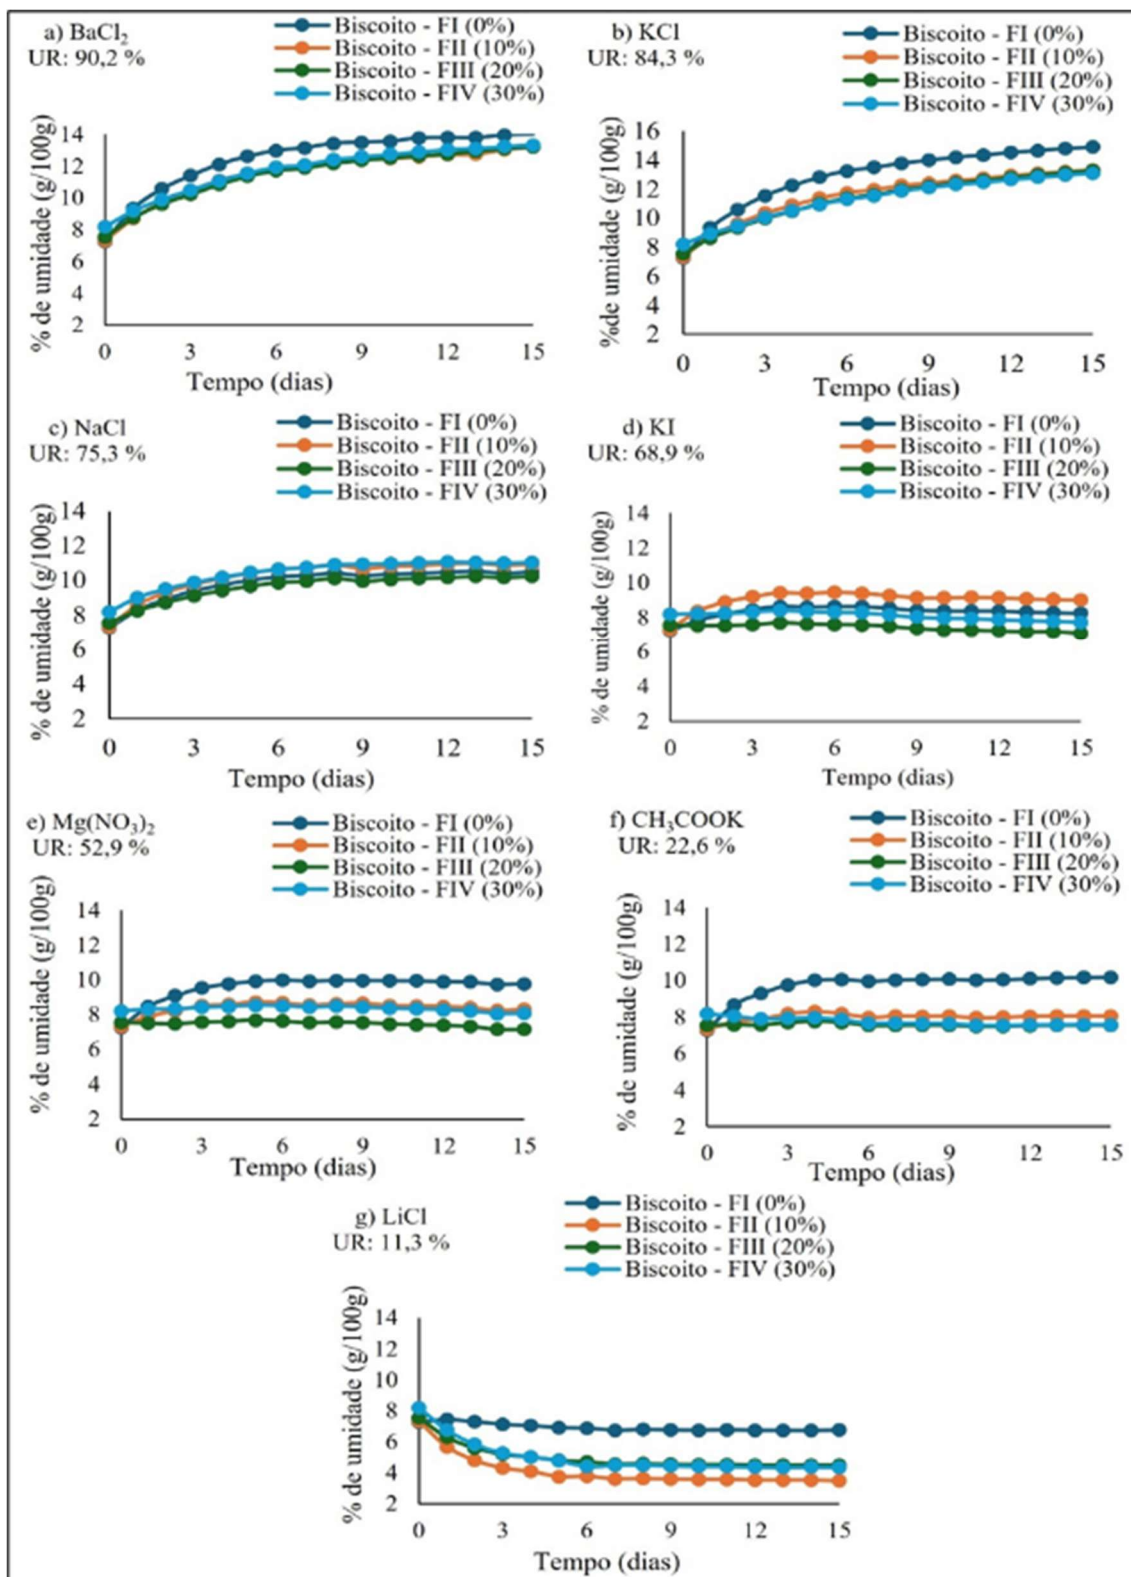 a) BaCl₂
UR: 90,2 %
Biscoito - FI (0%)
Biscoito - FII (10%)
Biscoito - FIII (20%)
Biscoito - FIV (30%)
% de umidade (g/100g)
14
12
10
8
6
4
2
0 3 6 9 12 15
Tempo (dias)
b) KCl
UR: 84,3 %
Biscoito - FI (0%)
Biscoito - FII (10%)
Biscoito - FIII (20%)
Biscoito - FIV (30%)
%de umidade (g/100g)
16
14
12
10
8
6
4
2
0 3 6 9 12 15
Tempo (dias)
c) NaCl
UR: 75,3 %
Biscoito - FI (0%)
Biscoito - FII (10%)
Biscoito - FIII (20%)
Biscoito - FIV (30%)
% de umidade (g/100g)
14
12
10
8
6
4
2
0 3 6 9 12 15
Tempo (dias)
d) KI
UR: 68,9 %
Biscoito - FI (0%)
Biscoito - FII (10%)
Biscoito - FIII (20%)
Biscoito - FIV (30%)
% de umidade (g/100g)
14
12
10
8
6
4
2
0 3 6 9 12 15
Tempo (dias)
e) Mg(NO₃)₂
UR: 52,9 %
Biscoito - FI (0%)
Biscoito - FII (10%)
Biscoito - FIII (20%)
Biscoito - FIV (30%)
% de umidade (g/100g)
14
12
10
8
6
4
2
0 3 6 9 12 15
Tempo (dias)
f) CH₃COOK
UR: 22,6 %
Biscoito - FI (0%)
Biscoito - FII (10%)
Biscoito - FIII (20%)
Biscoito - FIV (30%)
% de umidade (g/100g)
14
12
10
8
6
4
2
0 3 6 9 12 15
Tempo (dias)
g) LiCl
UR: 11,3 %
Biscoito - FI (0%)
Biscoito - FII (10%)
Biscoito - FIII (20%)
Biscoito - FIV (30%)
% de umidade (g/100g)
14
12
10
8
6
4
2
0 3 6 9 12 15
Tempo (dias)